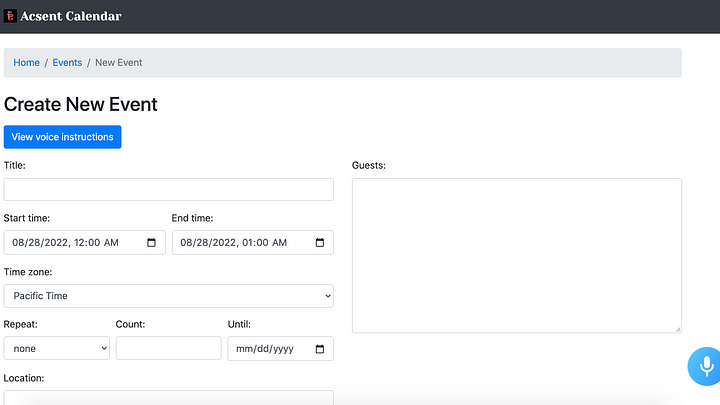 Acsent Calendar
Home / Events / New Event
Create New Event
View voice instructions
Title:
Guests:
Start time:
End time:
08/28/2022, 12:00 AM
08/28/2022, 01:00 AM
Time zone:
Pacific Time
Repeat:
Count:
Until:
none
mm/dd/yyyy
Location: